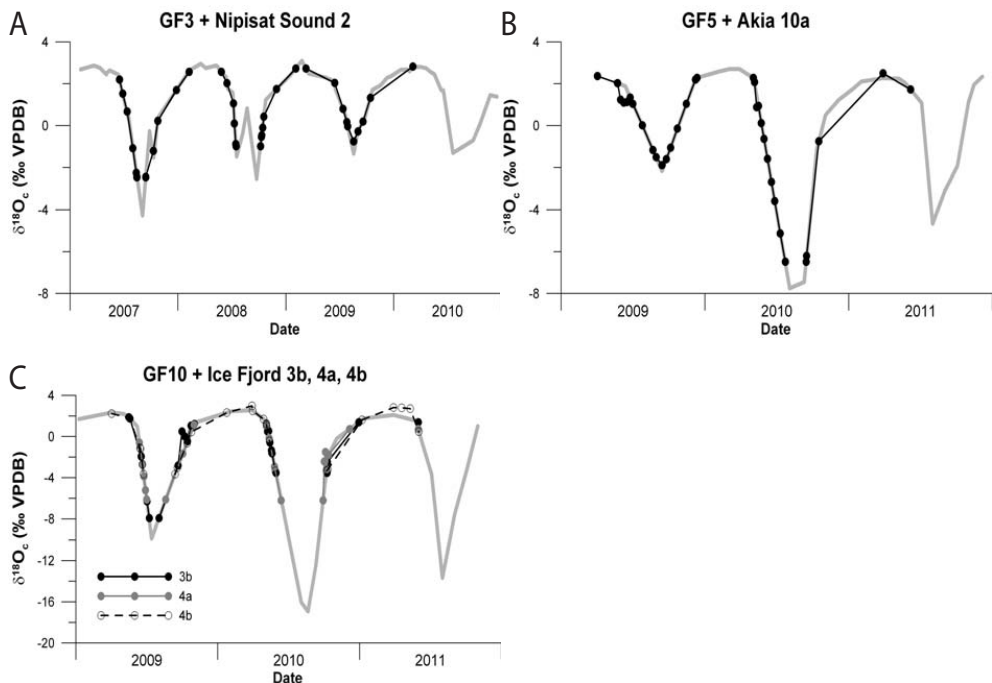 A
GF3 + Nipisat Sound 2
4
0
-4
-8
δ¹⁸Oc (‰ VPDB)
2007 2008 2009 2010
Date
B
GF5 + Akia 10a
4
0
-4
-8
δ¹⁸Oc (‰ VPDB)
2009 2010 2011
Date
C
GF10 + Ice Fjord 3b, 4a, 4b
4
0
-4
-8
-12
-16
-20
δ¹⁸Oc (‰ VPDB)
3b
4a
4b
2009 2010 2011
Date